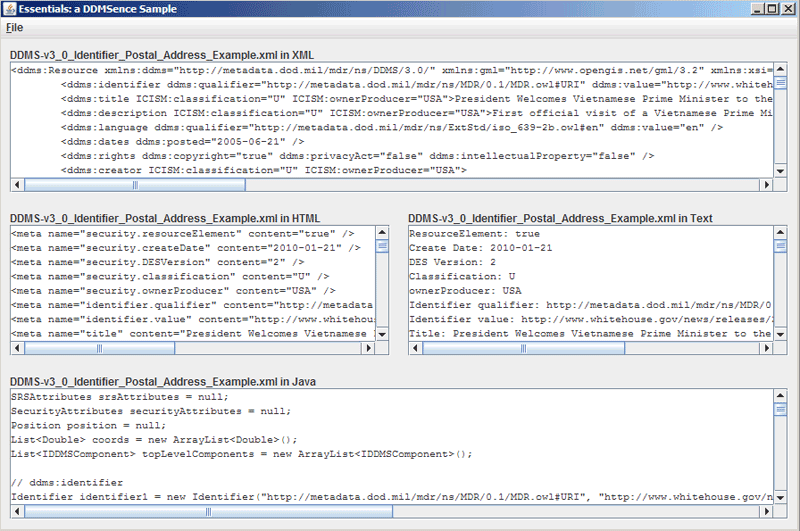 Essentials: a DDMSence Sample
File
DDMS-v3_0_Identifier_Postal_Address_Example.xml in XML
<ddms:Resource xmlns:ddms="http://metadata.dod.mil/mdr/ns/DDMS/3.0/" xmlns:gml="http://www.opengis.net/gml/3.2" xmlns:xsi=
<ddms:identifier ddms:qualifier="http://metadata.dod.mil/mdr/ns/MDR/0.1/MDR.owl#URI" ddms:value="http://www.whiteh
<ddms:title ICISM:classification="U" ICISM:ownerProducer="USA">President Welcomes Vietnamese Prime Minister to the
<ddms:description ICISM:classification="U" ICISM:ownerProducer="USA">First official visit of a Vietnamese Prime Mi
<ddms:language ddms:qualifier="http://metadata.dod.mil/mdr/ns/ExtStd/iso_639-2b.owl#en" ddms:value="en" />
<ddms:dates ddms:posted="2005-06-21" />
<ddms:rights ddms:copyright="true" ddms:privacyAct="false" ddms:intellectualProperty="false" />
<ddms:creator ICISM:classification="U" ICISM:ownerProducer="USA">
DDMS-v3_0_Identifier_Postal_Address_Example.xml in HTML
<meta name="security.resourceElement" content="true" />
<meta name="security.createDate" content="2010-01-21" />
<meta name="security.DESVersion" content="2" />
<meta name="security.classification" content="U" />
<meta name="security.ownerProducer" content="USA" />
<meta name="identifier.qualifier" content="http://metadata
<meta name="identifier.value" content="http://www.whitehou
<meta name="title" content="President Welcomes Vietnamese
DDMS-v3_0_Identifier_Postal_Address_Example.xml in Text
ResourceElement: true
Create Date: 2010-01-21
DES Version: 2
Classification: U
ownerProducer: USA
Identifier qualifier: http://metadata.dod.mil/mdr/ns/MDR/0
Identifier value: http://www.whitehouse.gov/news/releases/
Title: President Welcomes Vietnamese Prime Minister to the
DDMS-v3_0_Identifier_Postal_Address_Example.xml in Java
SRSAttributes srsAttributes = null;
SecurityAttributes securityAttributes = null;
Position position = null;
List<Double> coords = new ArrayList<Double>();
List<IDDMSComponent> topLevelComponents = new ArrayList<IDDMSComponent>();
// ddms:identifier
Identifier identifier1 = new Identifier("http://metadata.dod.mil/mdr/ns/MDR/0.1/MDR.owl#URI", "http://www.whitehouse.gov/n